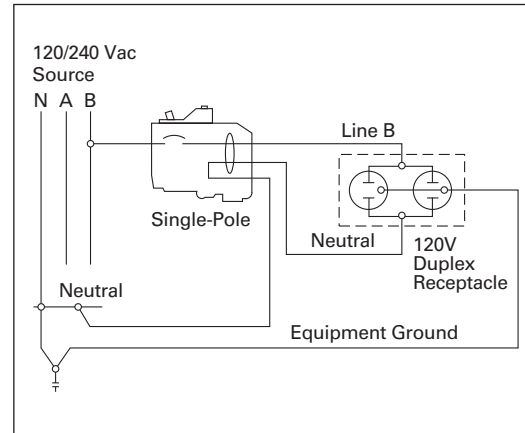 120/240 Vac
Source
N A B
Line B
Single-Pole
Neutral
120V
Duplex
Receptacle
Neutral
Equipment Ground